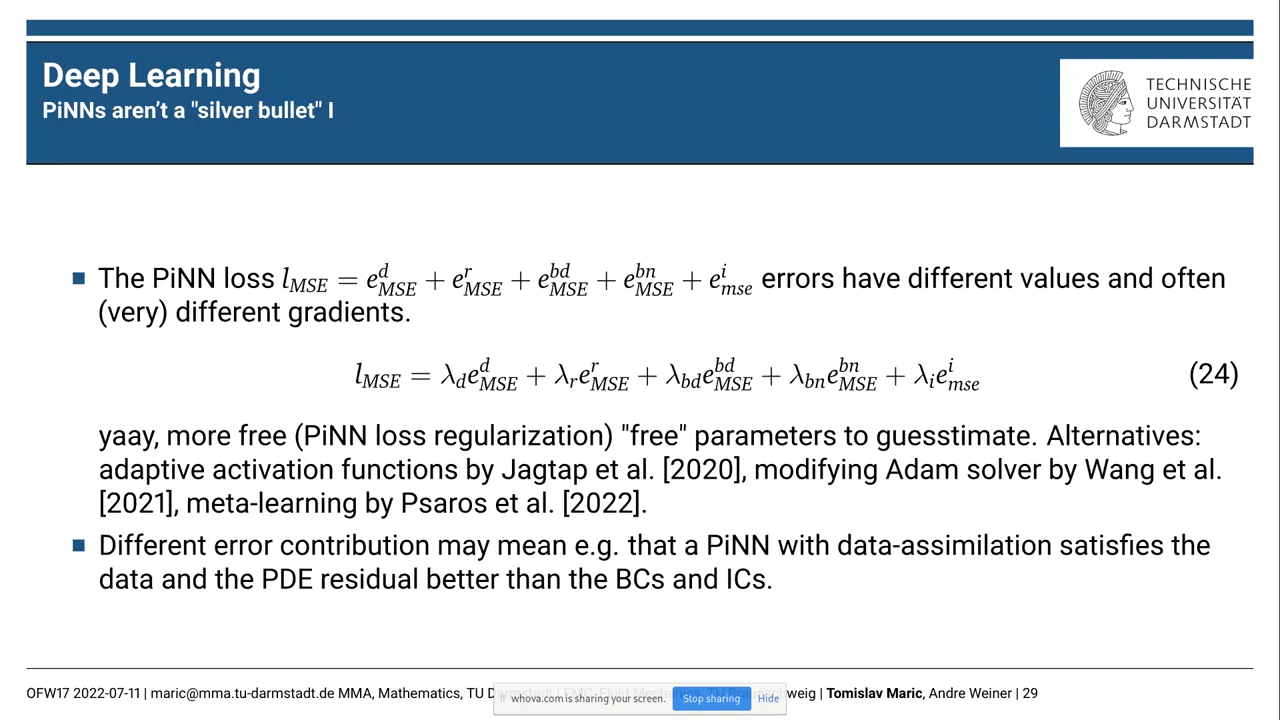 Deep Learning
PiNNs aren't a "silver bullet" I
TECHNISCHE
UNIVERSITÄT
DARMSTADT
■ The PiNN loss l_MSE = e^d_MSE + e^r_MSE + e^bd_MSE + e^bn_MSE + e^i_mse errors have different values and often
(very) different gradients.
l_MSE = λ_d e^d_MSE + λ_r e^r_MSE + λ_bd e^bd_MSE + λ_bn e^bn_MSE + λ_i e^i_mse (24)
yaay, more free (PiNN loss regularization) "free" parameters to guesstimate. Alternatives:
adaptive activation functions by Jagtap et al. [2020], modifying Adam solver by Wang et al.
[2021], meta-learning by Psaros et al. [2022].
■ Different error contribution may mean e.g. that a PiNN with data-assimilation satisfies the
data and the PDE residual better than the BCs and ICs.
OFW17 2022-07-11 | maric@mma.tu-darmstadt.de MMA, Mathematics, TU | Tomislav Maric, Andre Weiner | 29
whova.com is sharing your screen. Stop sharing Hide